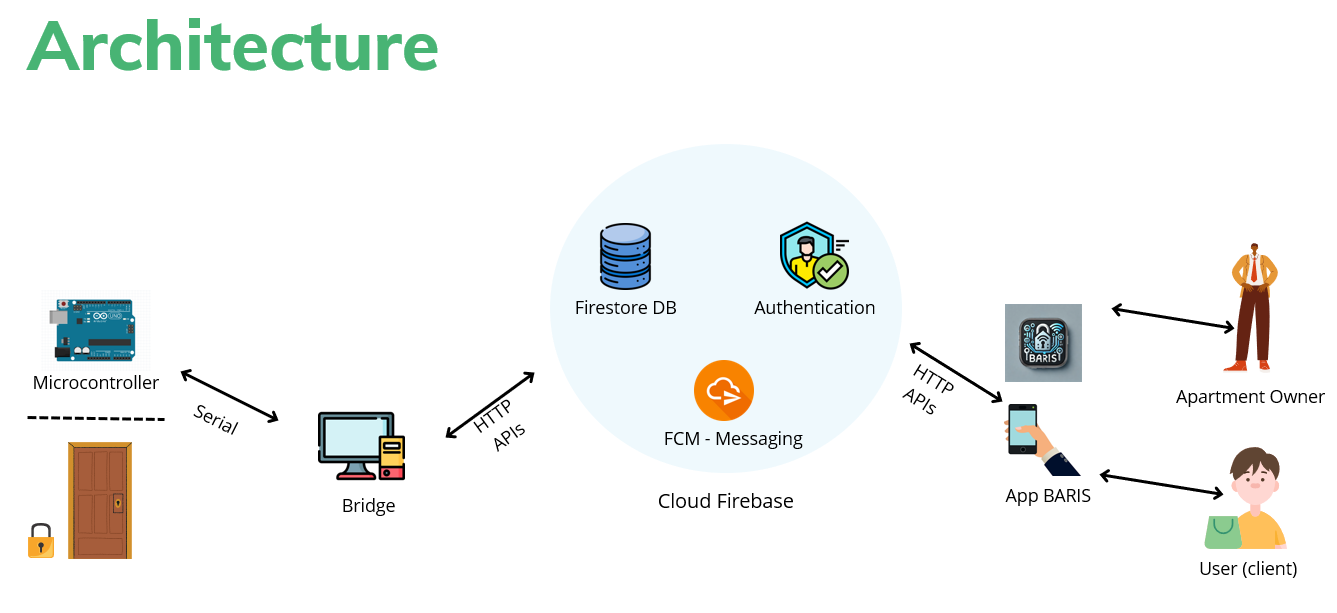 Architecture
Firestore DB
Authentication
UNO
Microcontroller
BARIS
Serial
HTTP
APIs
HTTP
APIs
Apartment Owner
FCM - Messaging
Bridge
Cloud Firebase
App BARIS
User (client)